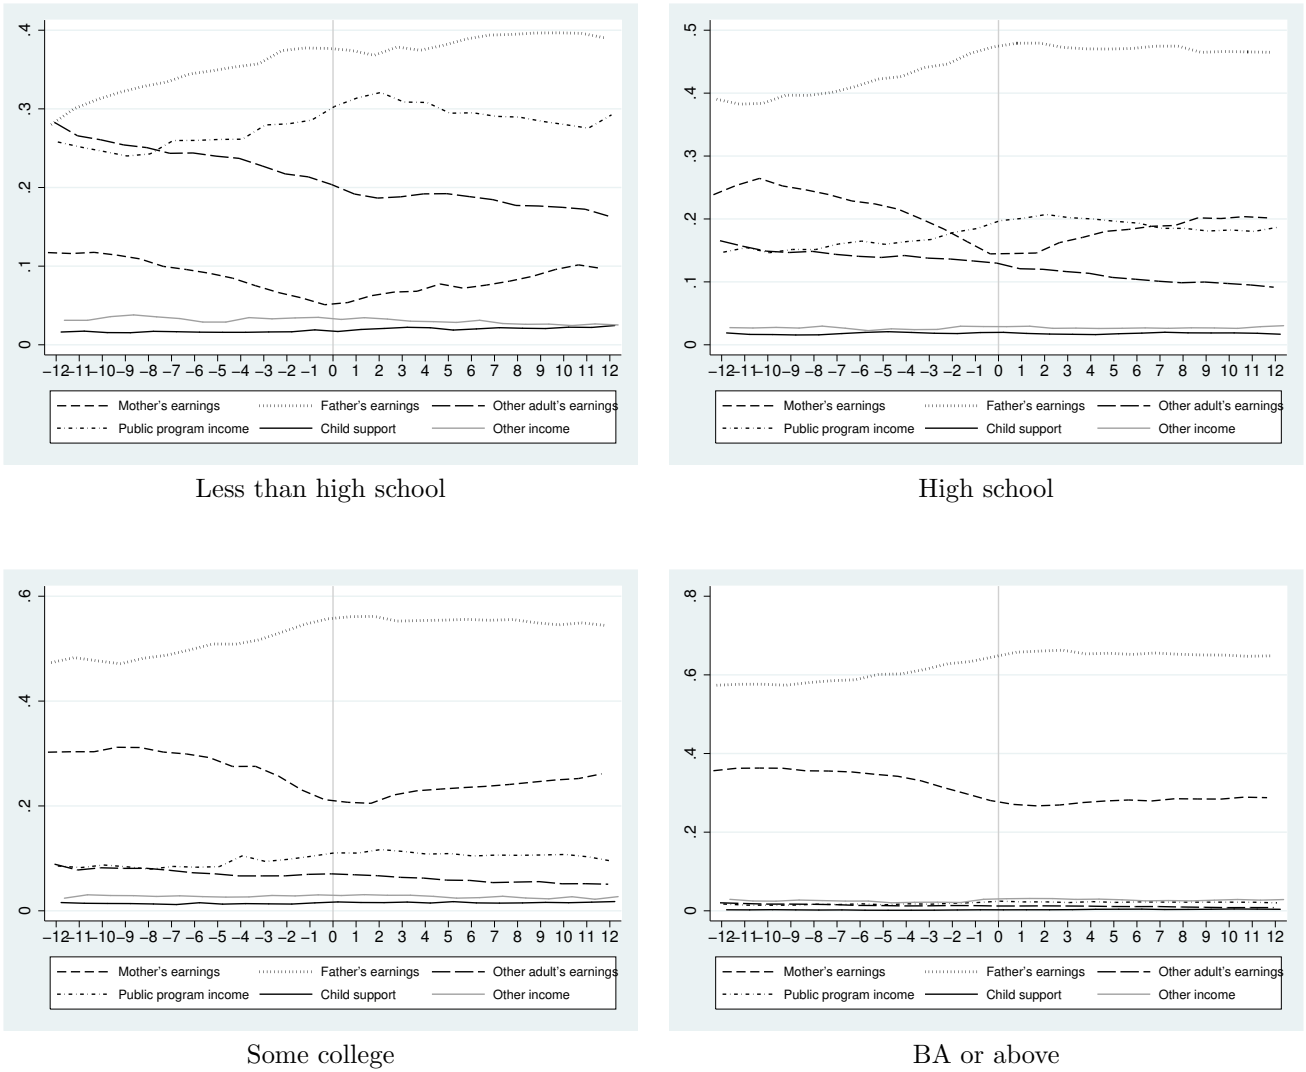 .4
.3
.2
.1
0
−12 −11 −10 −9 −8 −7 −6 −5 −4 −3 −2 −1 0 1 2 3 4 5 6 7 8 9 10 11 12
Mother's earnings Father's earnings Other adult's earnings
Public program income Child support Other income
Less than high school
.5
.4
.3
.2
.1
0
−12 −11 −10 −9 −8 −7 −6 −5 −4 −3 −2 −1 0 1 2 3 4 5 6 7 8 9 10 11 12
Mother's earnings Father's earnings Other adult's earnings
Public program income Child support Other income
High school
.6
.4
.2
0
−12 −11 −10 −9 −8 −7 −6 −5 −4 −3 −2 −1 0 1 2 3 4 5 6 7 8 9 10 11 12
Mother's earnings Father's earnings Other adult's earnings
Public program income Child support Other income
Some college
.8
.6
.4
.2
0
−12 −11 −10 −9 −8 −7 −6 −5 −4 −3 −2 −1 0 1 2 3 4 5 6 7 8 9 10 11 12
Mother's earnings Father's earnings Other adult's earnings
Public program income Child support Other income
BA or above